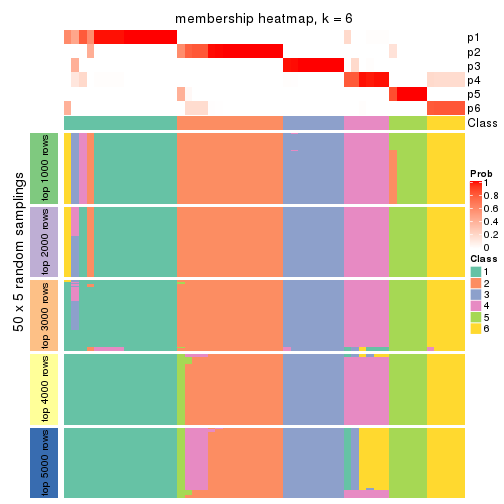 membership heatmap, k = 6
p1
p2
p3
p4
p5
p6
Class
50 x 5 random samplings
top 1000 rows
top 2000 rows
top 3000 rows
top 4000 rows
top 5000 rows
Prob
1
0.8
0.6
0.4
0.2
0
Class
1
2
3
4
5
6